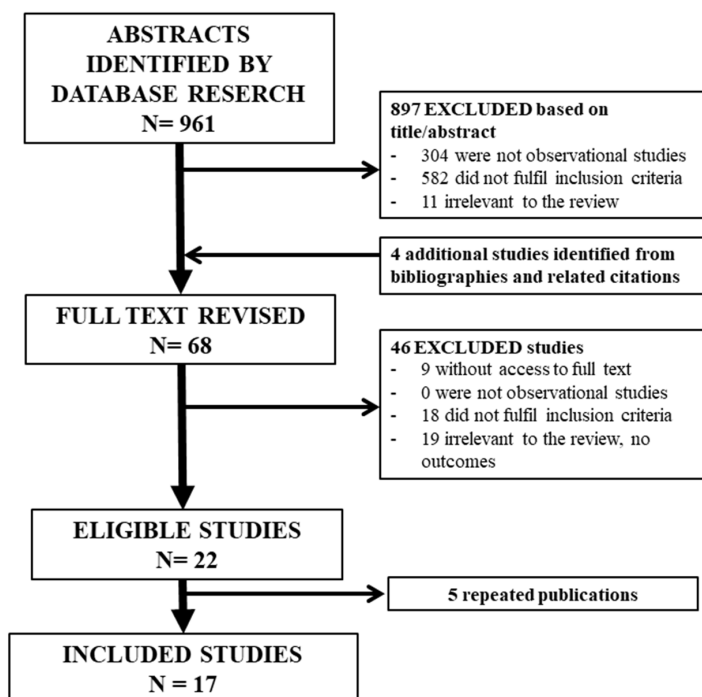 ABSTRACTS
IDENTIFIED BY
DATABASE RESERCH
N= 961
897 EXCLUDED based on
title/abstract
- 304 were not observational studies
- 582 did not fulfil inclusion criteria
- 11 irrelevant to the review
4 additional studies identified from
bibliographies and related citations
FULL TEXT REVISED
N= 68
46 EXCLUDED studies
- 9 without access to full text
- 0 were not observational studies
- 18 did not fulfil inclusion criteria
- 19 irrelevant to the review, no
outcomes
ELIGIBLE STUDIES
N= 22
5 repeated publications
INCLUDED STUDIES
N = 17